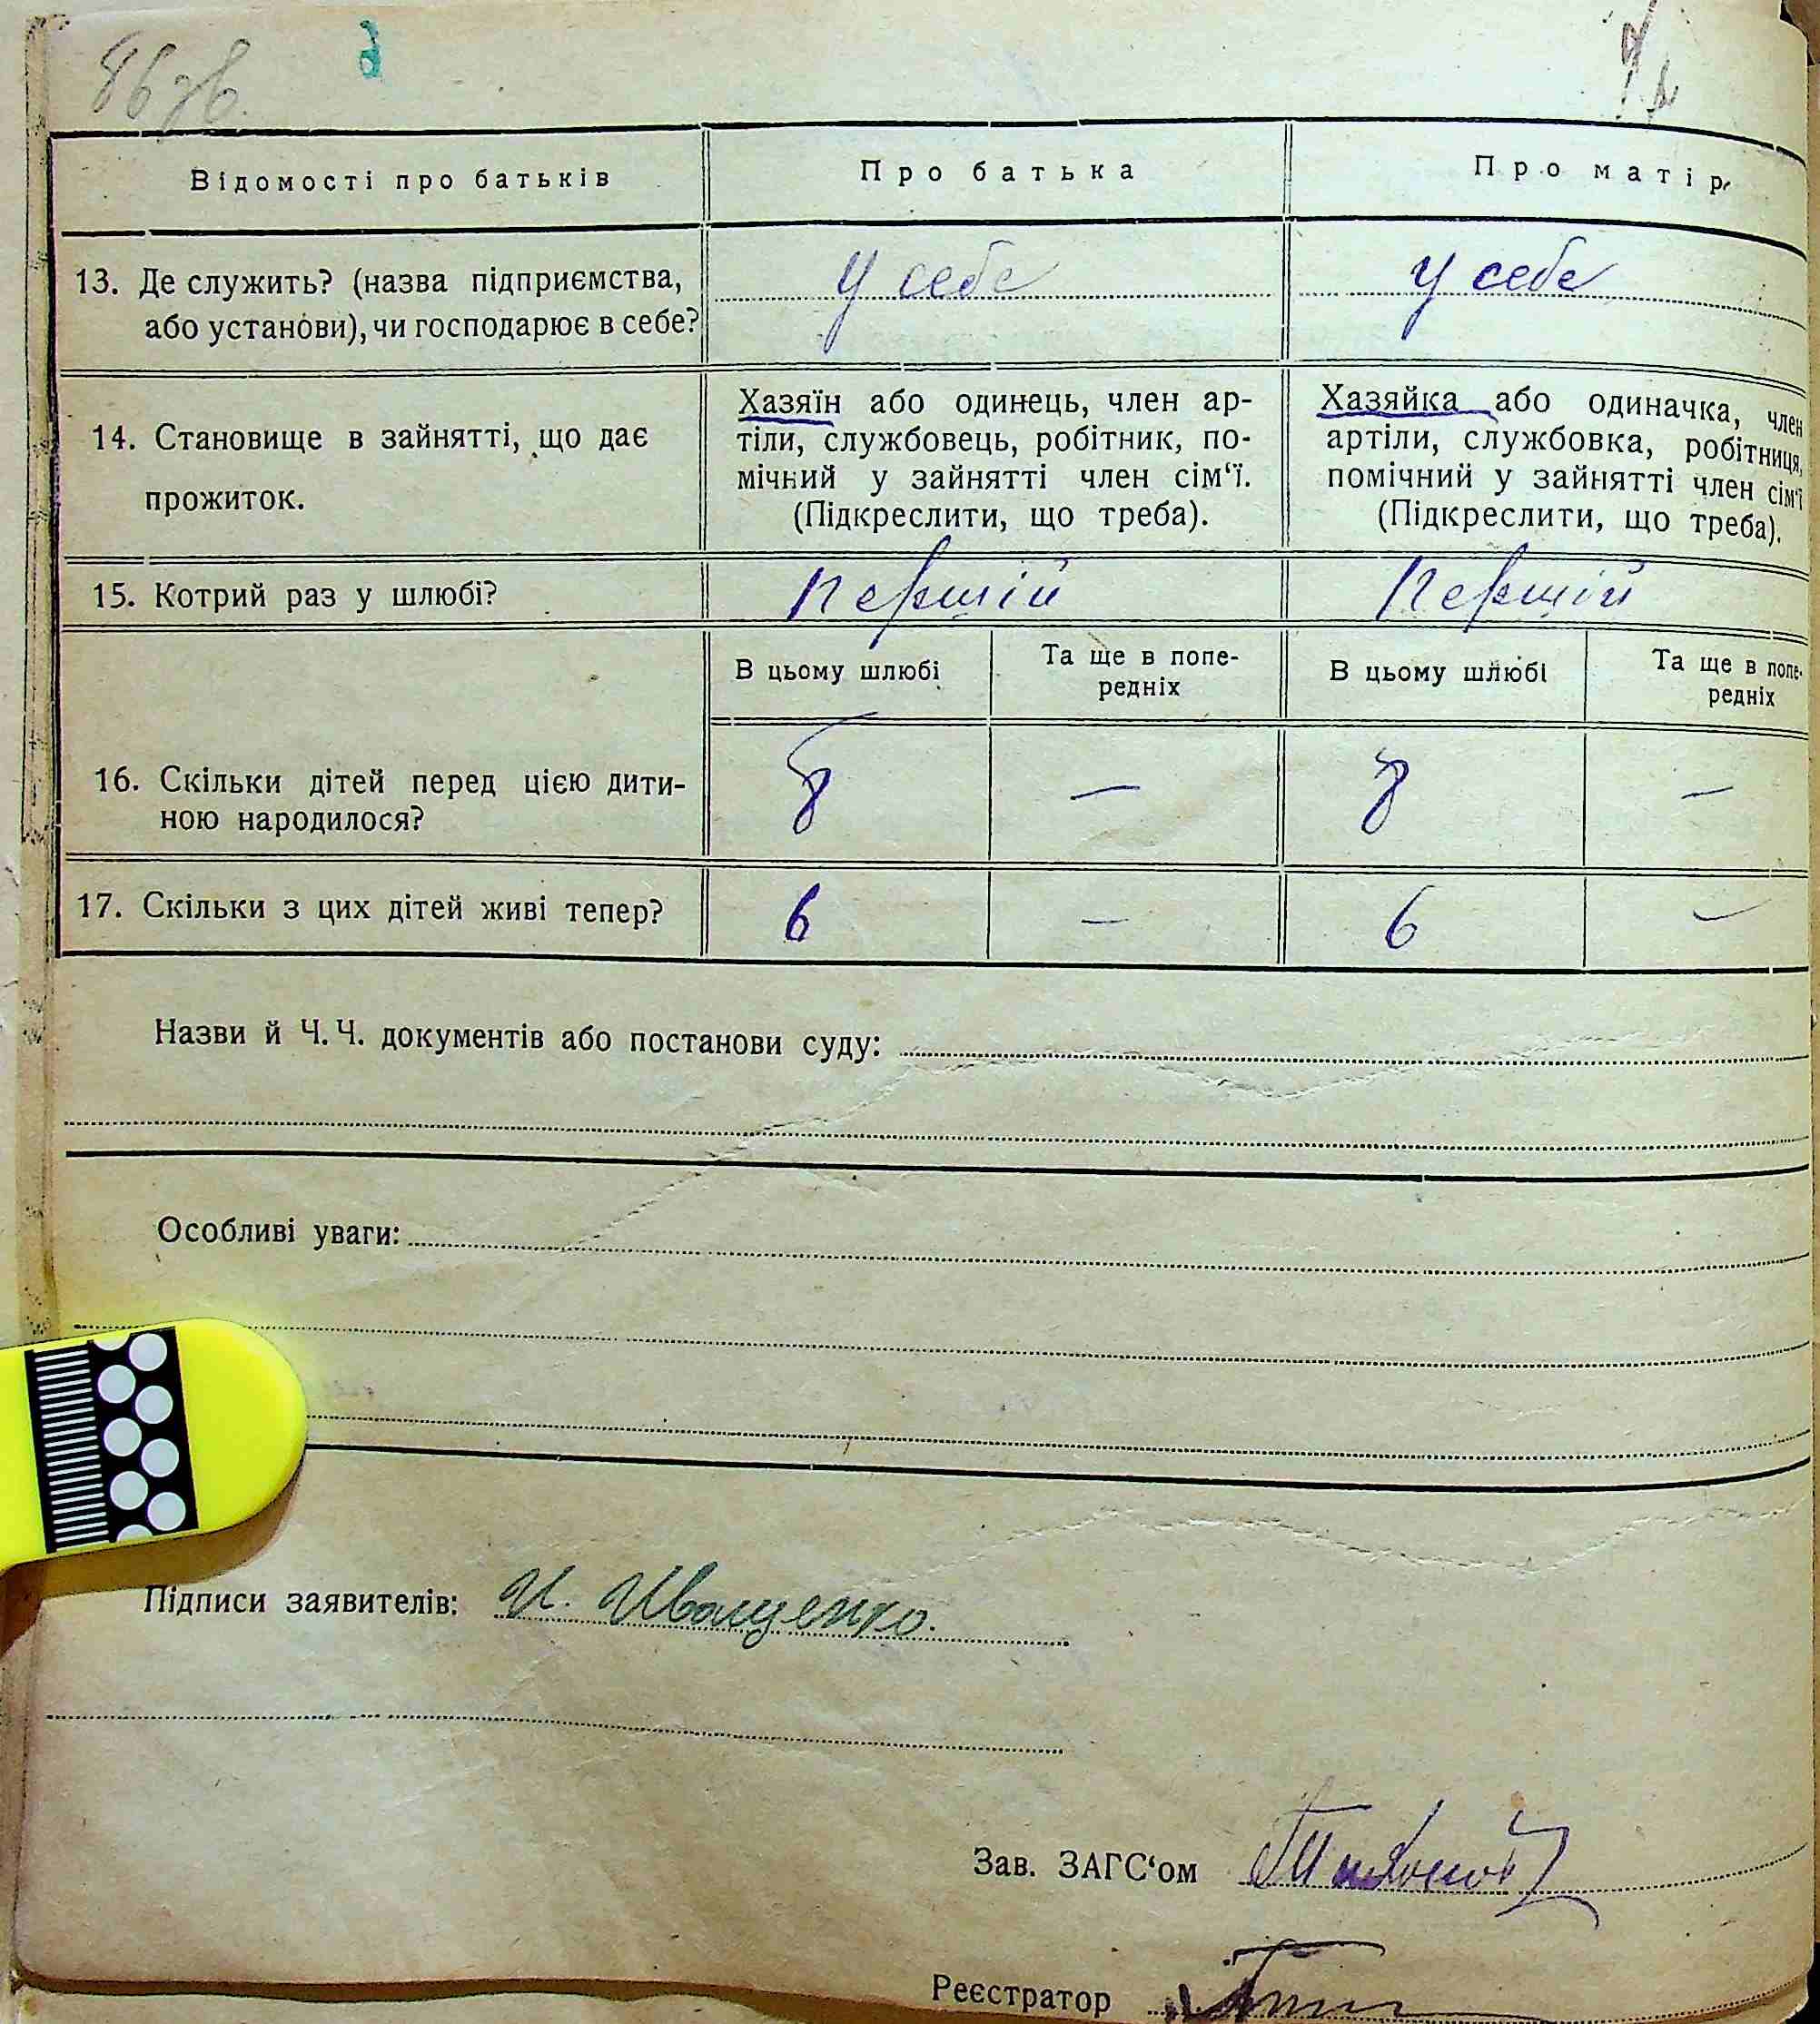 86зв.
Відомості про батьків
Про батька
Про матір
13. Де служить? (назва підприємства,
або установи), чи господарює в себе?
У себе
У себе
14. Становище в зайнятті, що дає
прожиток.
Хазяїн або одинець, член ар-
тіли, службовець, робітник, по-
мічний у зайнятті член сім‘ї.
(Підкреслити, що треба).
Хазяйка або одиначка, член
артіли, службовка, робітниця,
помічний у зайнятті член сім‘ї
(Підкреслити, що треба).
15. Котрий раз у шлюбі?
Першій
Першій
В цьому шлюбі
Та ще в попе-
редніх
В цьому шлюбі
Та ще в попе-
редніх
16. Скільки дітей перед цією дити-
ною народилося?
8
—
8
—
17. Скільки з цих дітей живі тепер?
6
—
6
—
Назви й Ч. Ч. документів або постанови суду:
Особливі уваги:
Підписи заявителів: И. Иващенко.
Зав. ЗАГС‘ом
Реєстратор